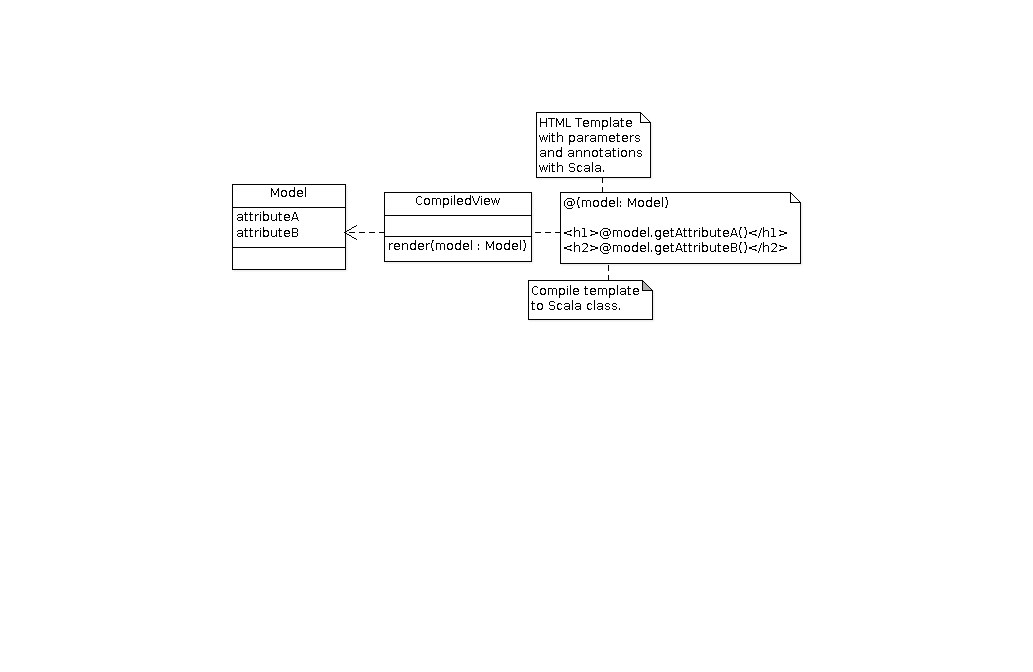 HTML Template
with parameters
and annotations
with Scala.
Model
attributeA
attributeB
CompiledView
render(model : Model)
@(model: Model)
<h1>@model.getAttributeA()</h1>
<h2>@model.getAttributeB()</h2>
Compile template
to Scala class.